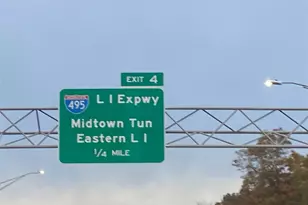 EXIT 4
495 L I Expwy
Midtown Tun
Eastern L I
1/4 MILE